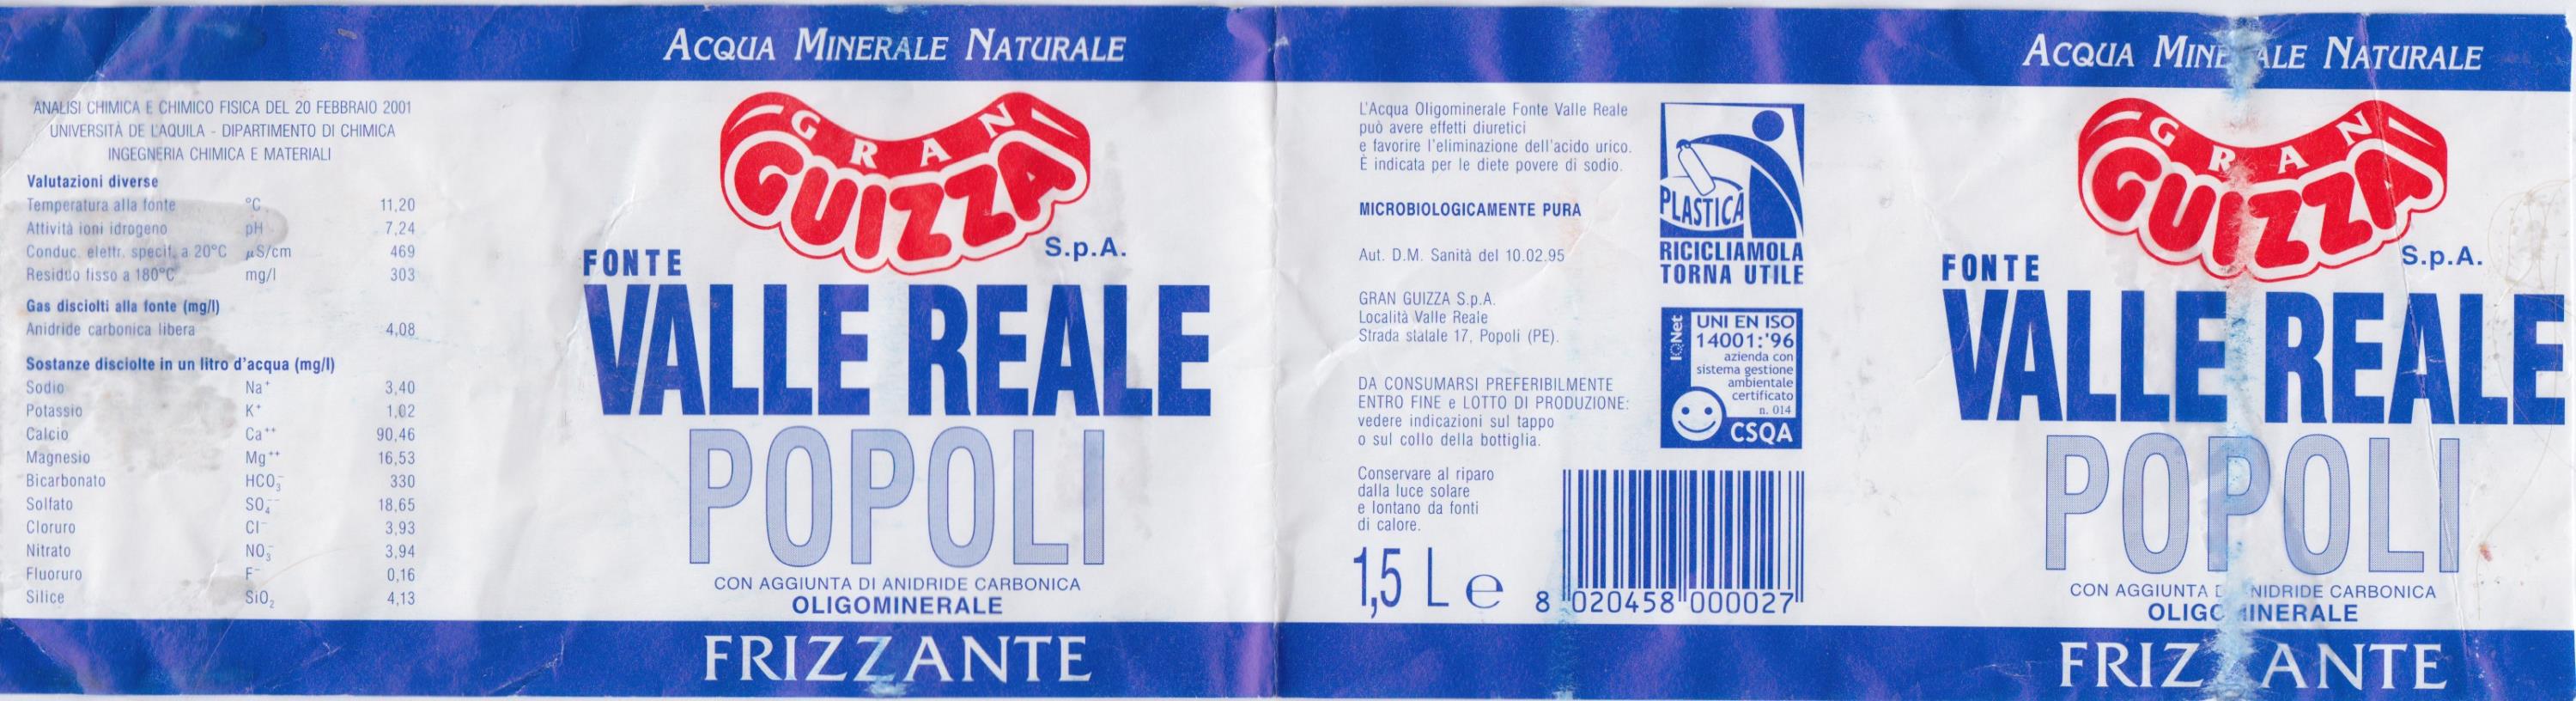 ACQUA MINERALE NATURALE
ANALISI CHIMICA E CHIMICO FISICA DEL 20 FEBBRAIO 2001
UNIVERSITÀ DE L'AQUILA - DIPARTIMENTO DI CHIMICA
INGEGNERIA CHIMICA E MATERIALI
Valutazioni diverse
Temperatura alla fonte °C 11,20
Attività ioni idrogeno pH 7,24
Conduc. elettr. specif. a 20°C µS/cm 469
Residuo fisso a 180°C mg/l 303
Gas disciolti alla fonte (mg/l)
Anidride carbonica libera 4,08
Sostanze disciolte in un litro d'acqua (mg/l)
Sodio Na⁺ 3,40
Potassio K⁺ 1,02
Calcio Ca⁺⁺ 90,46
Magnesio Mg⁺⁺ 16,53
Bicarbonato HCO₃⁻ 330
Solfato SO₄⁻⁻ 18,65
Cloruro Cl⁻ 3,93
Nitrato NO₃⁻ 3,94
Fluoruro F⁻ 0,16
Silice SiO₂ 4,13
GRAN
GUIZZA
S.p.A.
FONTE
VALLE REALE
POPOLI
CON AGGIUNTA DI ANIDRIDE CARBONICA
OLIGOMINERALE
FRIZZANTE
L'Acqua Oligominerale Fonte Valle Reale
può avere effetti diuretici
e favorire l'eliminazione dell'acido urico.
È indicata per le diete povere di sodio.
MICROBIOLOGICAMENTE PURA
Aut. D.M. Sanità del 10.02.95
GRAN GUIZZA S.p.A.
Località Valle Reale
Strada statale 17, Popoli (PE).
DA CONSUMARSI PREFERIBILMENTE
ENTRO FINE e LOTTO DI PRODUZIONE:
vedere indicazioni sul tappo
o sul collo della bottiglia.
Conservare al riparo
dalla luce solare
e lontano da fonti
di calore.
1,5 L e
PLASTICA
RICICLIAMOLA
TORNA UTILE
IQNet
UNI EN ISO
14001:'96
azienda con
sistema gestione
ambientale
certificato
n. 014
CSQA
8 020458 000027
ACQUA MINE ALE NATURALE
GRAN
GUIZZA
S.p.A.
FONTE
VALLE REALE
POPOLI
CON AGGIUNTA D NIDRIDE CARBONICA
OLIGO INERALE
FRIZ ANTE